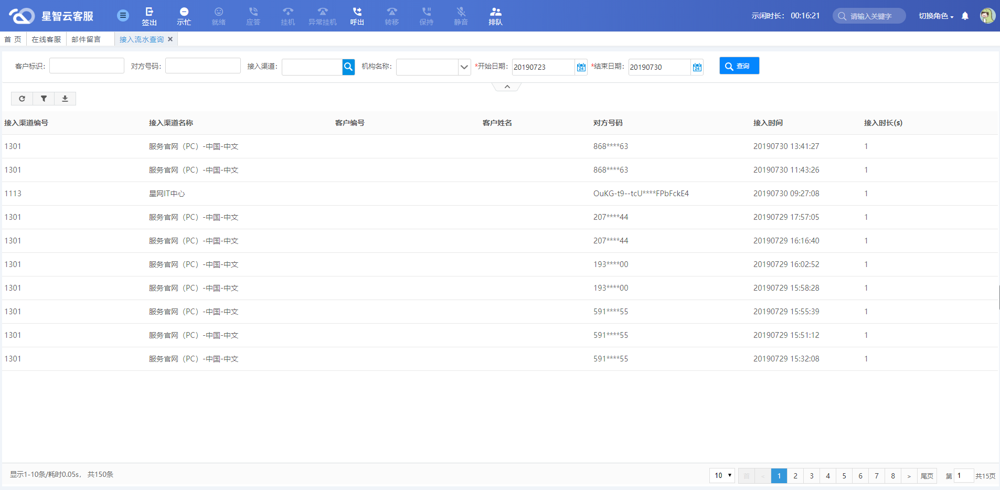 星智云客服 签出 示忙 就绪 应答 挂机 异常挂机 呼出 转移 保持 静音 排队 示闲时长： 00:16:21 请输入关键字 切换角色
首 页 在线客服 邮件留言 接入流水查询
客户标识： 对方号码： 接入渠道： 机构名称： *开始日期： 20190723 24 *结束日期： 20190730 24 查询
接入渠道编号 接入渠道名称 客户编号 客户姓名 对方号码 接入时间 接入时长(s)
1301 服务官网（PC）-中国-中文 868****63 20190730 13:41:27 1
1301 服务官网（PC）-中国-中文 868****63 20190730 11:43:26 1
1113 星网IT中心 OuKG-t9--tcU****FPbFckE4 20190730 09:27:08 1
1301 服务官网（PC）-中国-中文 207****44 20190729 17:57:05 1
1301 服务官网（PC）-中国-中文 207****44 20190729 16:16:40 1
1301 服务官网（PC）-中国-中文 193****00 20190729 16:02:52 1
1301 服务官网（PC）-中国-中文 193****00 20190729 15:58:28 1
1301 服务官网（PC）-中国-中文 591****55 20190729 15:55:39 1
1301 服务官网（PC）-中国-中文 591****55 20190729 15:51:12 1
1301 服务官网（PC）-中国-中文 591****55 20190729 15:32:08 1
显示1-10条/耗时0.05s， 共150条 10 首 < 1 2 3 4 5 6 7 8 > 尾页 第 1 共15页